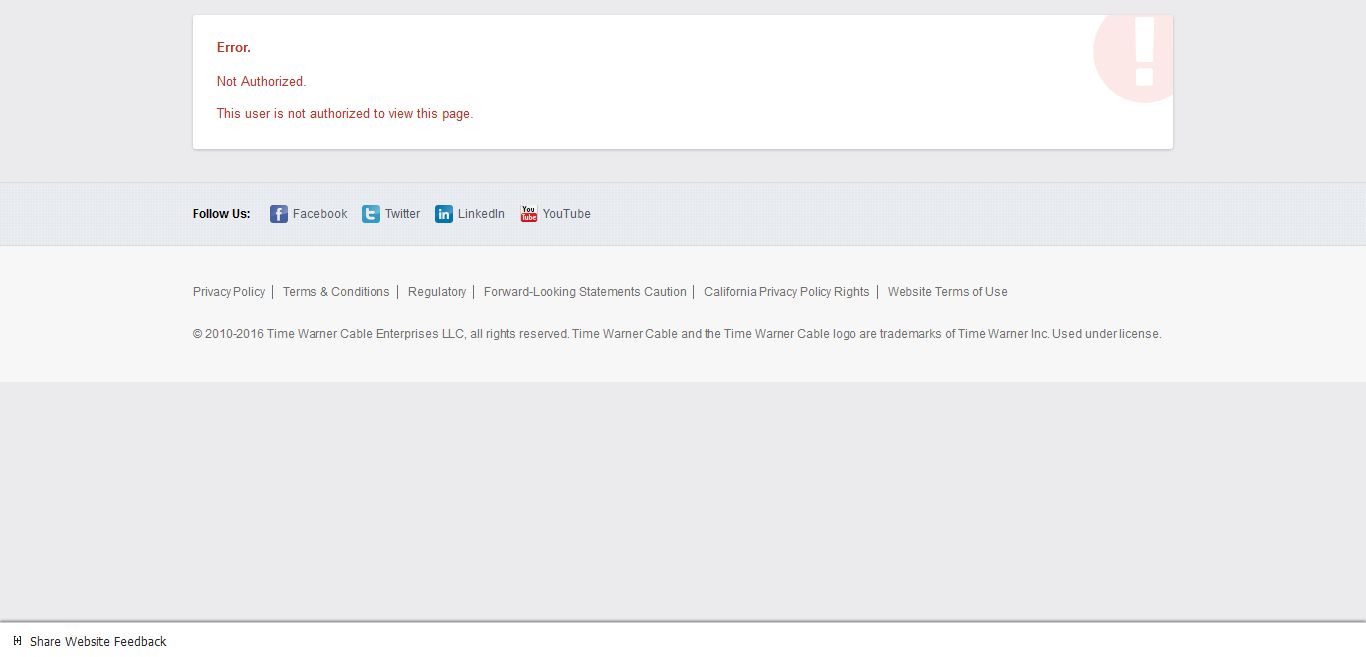 Error.
Not Authorized.
This user is not authorized to view this page.
Follow Us: Facebook Twitter LinkedIn YouTube
Privacy Policy | Terms & Conditions | Regulatory | Forward-Looking Statements Caution | California Privacy Policy Rights | Website Terms of Use
© 2010-2016 Time Warner Cable Enterprises LLC, all rights reserved. Time Warner Cable and the Time Warner Cable logo are trademarks of Time Warner Inc. Used under license.
[+] Share Website Feedback